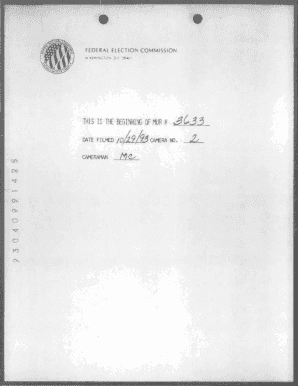 FEDERAL ELECTION COMMISSION
WASHINGTON, D.C. 20463
THIS IS THE BEGINNING OF MUR # 3633
DATE FILMED 10/29/93 CAMERA NO. 2
CAMERAMAN MC
23040991425